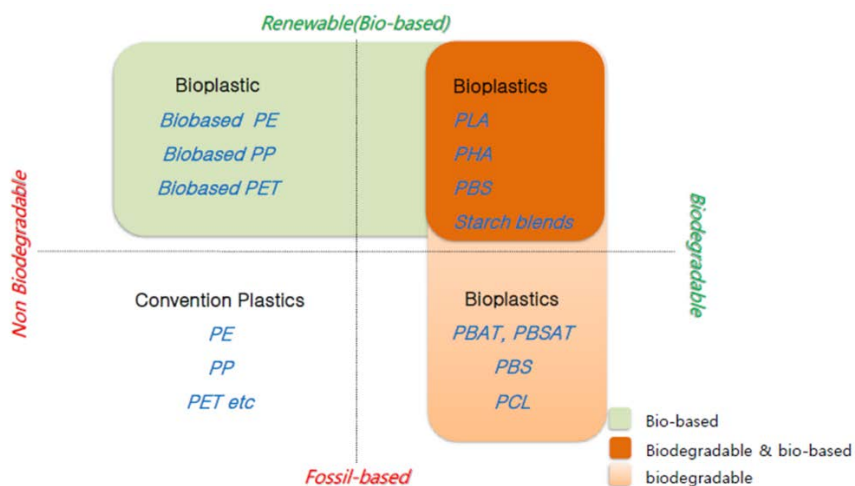 Renewable(Bio-based)
Bioplastic
Biobased PE
Biobased PP
Biobased PET
Bioplastics
PLA
PHA
PBS
Starch blends
Non Biodegradable
Biodegradable
Convention Plastics
PE
PP
PET etc
Bioplastics
PBAT, PBSAT
PBS
PCL
Fossil-based
Bio-based
Biodegradable & bio-based
biodegradable